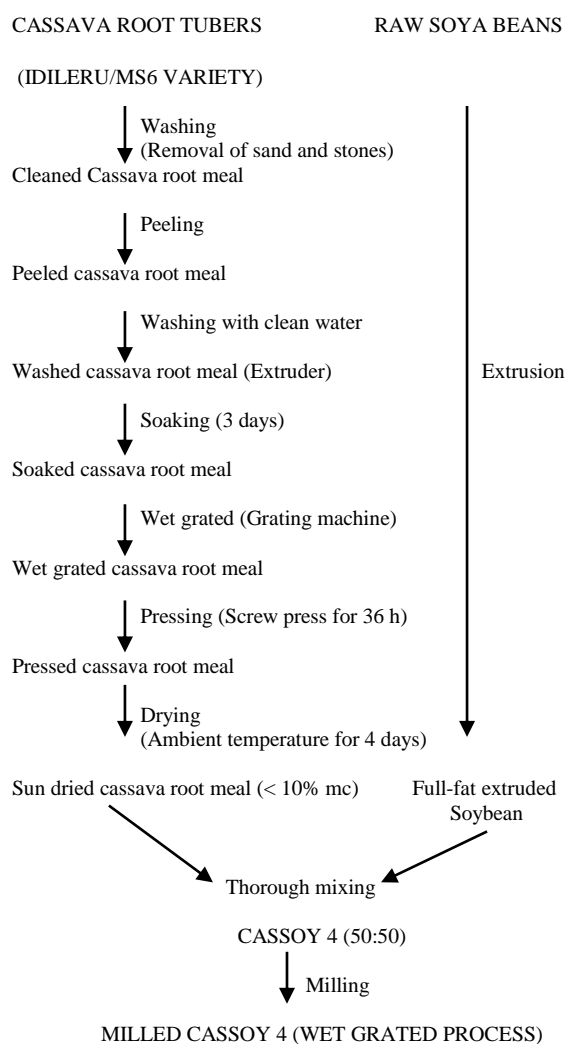 CASSAVA ROOT TUBERS
RAW SOYA BEANS
(IDILERU/MS6 VARIETY)
Washing
(Removal of sand and stones)
Cleaned Cassava root meal
Peeling
Peeled cassava root meal
Washing with clean water
Washed cassava root meal (Extruder)
Extrusion
Soaking (3 days)
Soaked cassava root meal
Wet grated (Grating machine)
Wet grated cassava root meal
Pressing (Screw press for 36 h)
Pressed cassava root meal
Drying
(Ambient temperature for 4 days)
Sun dried cassava root meal (< 10% mc)
Full-fat extruded
Soybean
Thorough mixing
CASSOY 4 (50:50)
Milling
MILLED CASSOY 4 (WET GRATED PROCESS)